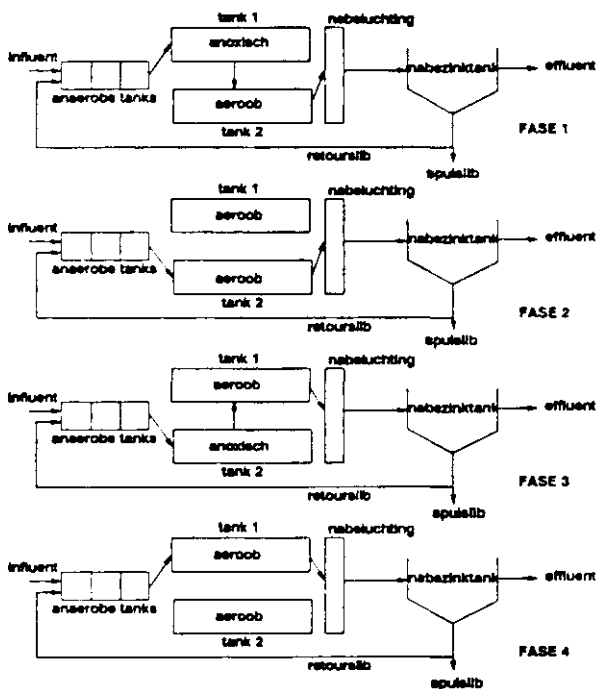 tank 1
anoxisch
nabeluchting
influent
anaerobe tanks
aeroob
tank 2
nabezinktank
effluent
FASE 1
retourslib
spuislib
tank 1
aeroob
nabeluchting
influent
anaerobe tanks
aeroob
tank 2
nabezinktank
effluent
FASE 2
retourslib
spuislib
tank 1
aeroob
nabeluchting
influent
anaerobe tanks
anoxisch
tank 2
nabezinktank
effluent
FASE 3
retourslib
spuislib
tank 1
aeroob
nabeluchting
influent
anaerobe tanks
aeroob
tank 2
nabezinktank
effluent
FASE 4
retourslib
spuislib